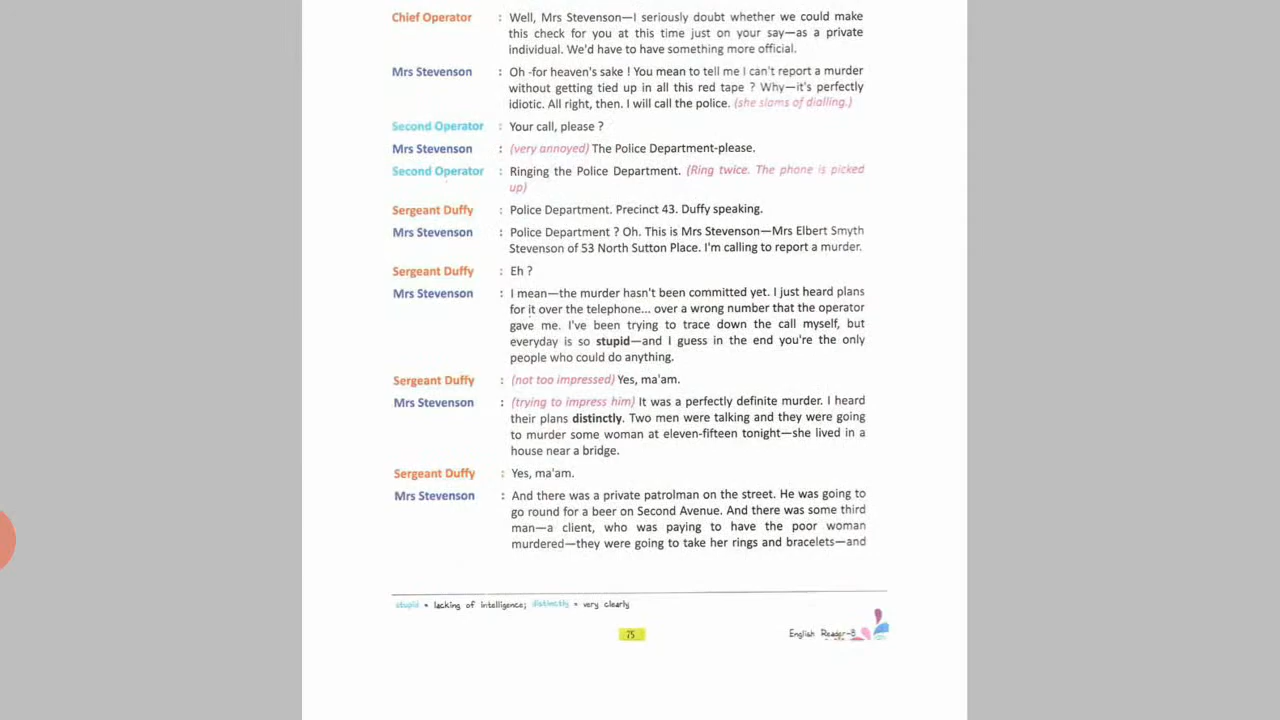 Chief Operator : Well, Mrs Stevenson—I seriously doubt whether we could make
this check for you at this time just on your say—as a private
individual. We'd have to have something more official.
Mrs Stevenson : Oh -for heaven's sake ! You mean to tell me I can't report a murder
without getting tied up in all this red tape ? Why—it's perfectly
idiotic. All right, then. I will call the police. (she slams of dialling.)
Second Operator : Your call, please ?
Mrs Stevenson : (very annoyed) The Police Department-please.
Second Operator : Ringing the Police Department. (Ring twice. The phone is picked
up)
Sergeant Duffy : Police Department. Precinct 43. Duffy speaking.
Mrs Stevenson : Police Department ? Oh. This is Mrs Stevenson—Mrs Elbert Smyth
Stevenson of 53 North Sutton Place. I'm calling to report a murder.
Sergeant Duffy : Eh ?
Mrs Stevenson : I mean—the murder hasn't been committed yet. I just heard plans
for it over the telephone... over a wrong number that the operator
gave me. I've been trying to trace down the call myself, but
everyday is so stupid—and I guess in the end you're the only
people who could do anything.
Sergeant Duffy : (not too impressed) Yes, ma'am.
Mrs Stevenson : (trying to impress him) It was a perfectly definite murder. I heard
their plans distinctly. Two men were talking and they were going
to murder some woman at eleven-fifteen tonight—she lived in a
house near a bridge.
Sergeant Duffy : Yes, ma'am.
Mrs Stevenson : And there was a private patrolman on the street. He was going to
go round for a beer on Second Avenue. And there was some third
man—a client, who was paying to have the poor woman
murdered—they were going to take her rings and bracelets—and
stupid = lacking of intelligence; distinctly = very clearly
75
English Reader-8